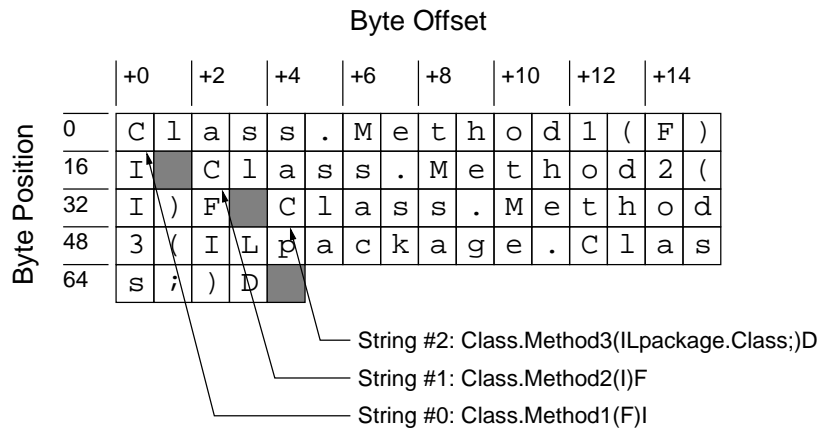 Byte Offset
+0 +2 +4 +6 +8 +10 +12 +14
Byte Position
0 C l a s s . M e t h o d 1 ( F )
16 I C l a s s . M e t h o d 2 (
32 I ) F C l a s s . M e t h o d
48 3 ( I L p a c k a g e . C l a s
64 s ; ) D
String #2: Class.Method3(ILpackage.Class;)D
String #1: Class.Method2(I)F
String #0: Class.Method1(F)I